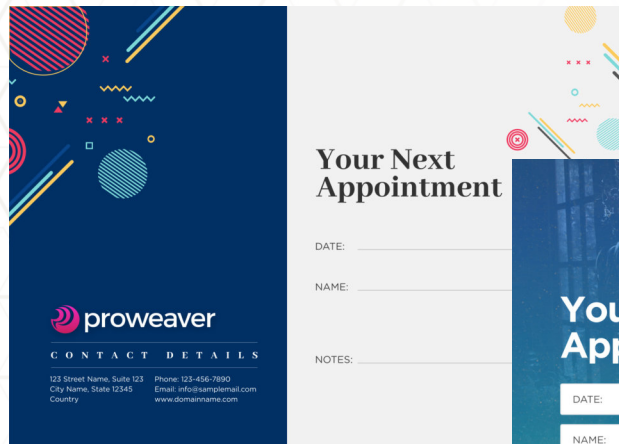 proweaver
CONTACT DETAILS
123 Street Name, Suite 123
City Name, State 12345
Country
Phone: 123-456-7890
Email: info@samplemail.com
www.domainname.com
Your Next
Appointment
DATE:
NAME:
NOTES:
You
App
DATE:
NAME: